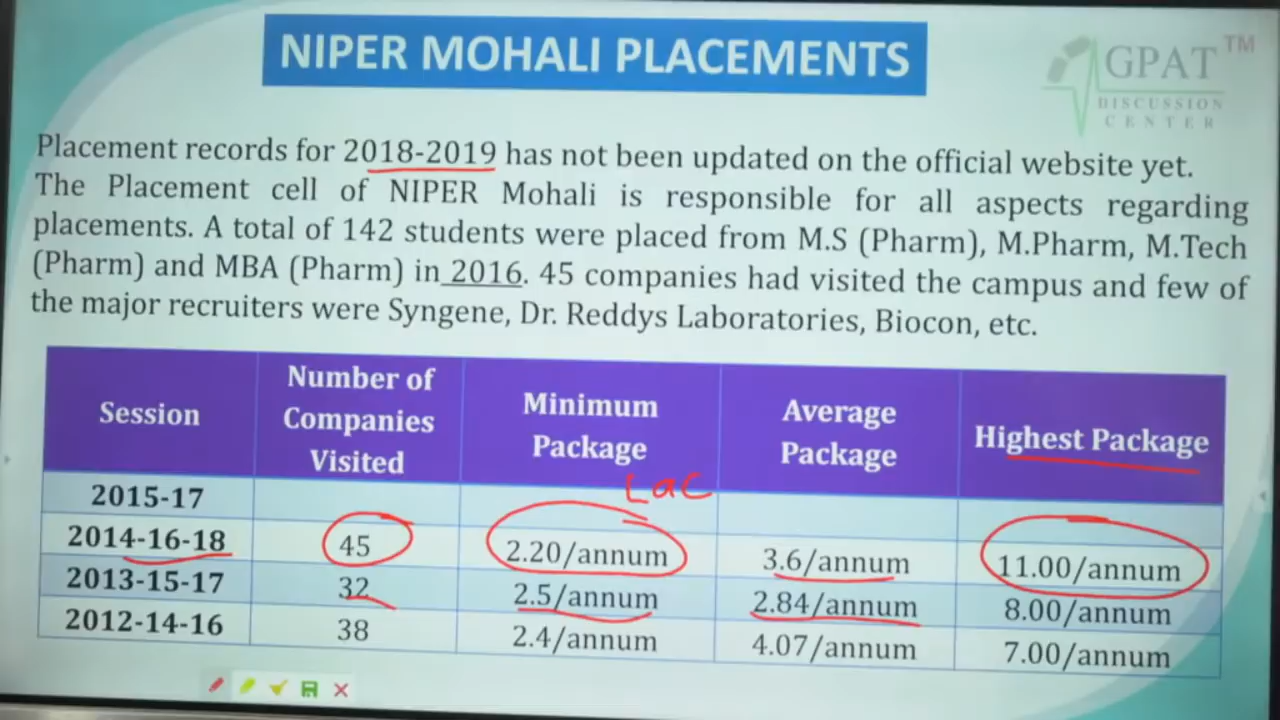 NIPER MOHALI PLACEMENTS
GPAT TM
DISCUSSION
CENTER
Placement records for 2018-2019 has not been updated on the official website yet.
The Placement cell of NIPER Mohali is responsible for all aspects regarding
placements. A total of 142 students were placed from M.S (Pharm), M.Pharm, M.Tech
(Pharm) and MBA (Pharm) in 2016. 45 companies had visited the campus and few of
the major recruiters were Syngene, Dr. Reddys Laboratories, Biocon, etc.
Session Number of Companies Visited Minimum Package Average Package Highest Package
Lac
2015-17
2014-16-18 45 2.20/annum 3.6/annum 11.00/annum
2013-15-17 32 2.5/annum 2.84/annum 8.00/annum
2012-14-16 38 2.4/annum 4.07/annum 7.00/annum